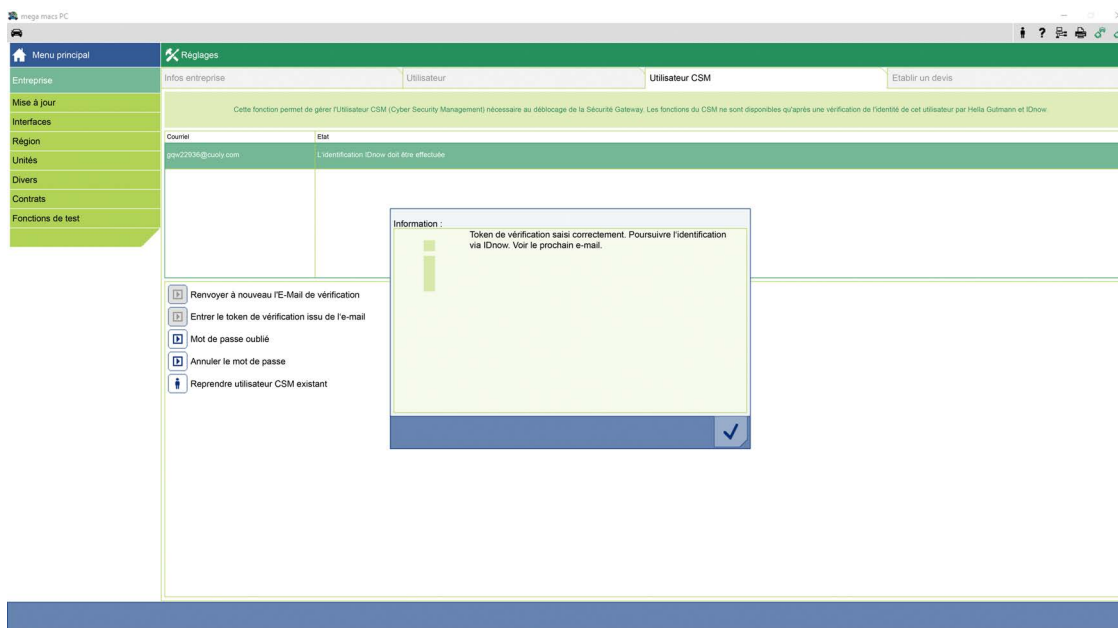 mega macs PC
Menu principal
Réglages
Entreprise
Infos entreprise
Utilisateur
Utilisateur CSM
Etablir un devis
Mise à jour
Interfaces
Région
Unités
Divers
Contrats
Fonctions de test
Cette fonction permet de gérer l'Utilisateur CSM (Cyber Security Management) nécessaire au déblocage de la Sécurité Gateway. Les fonctions du CSM ne sont disponibles qu'après une vérification de l'identité de cet utilisateur par Hella Gutmann et IDnow
Courriel
Etat
gqw22936@cuoly.com
L'identification IDnow doit être effectuée
Information :
Token de vérification saisi correctement. Poursuivre l'identification
via IDnow. Voir le prochain e-mail.
Renvoyer à nouveau l'E-Mail de vérification
Entrer le token de vérification issu de l'e-mail
Mot de passe oublié
Annuler le mot de passe
Reprendre utilisateur CSM existant